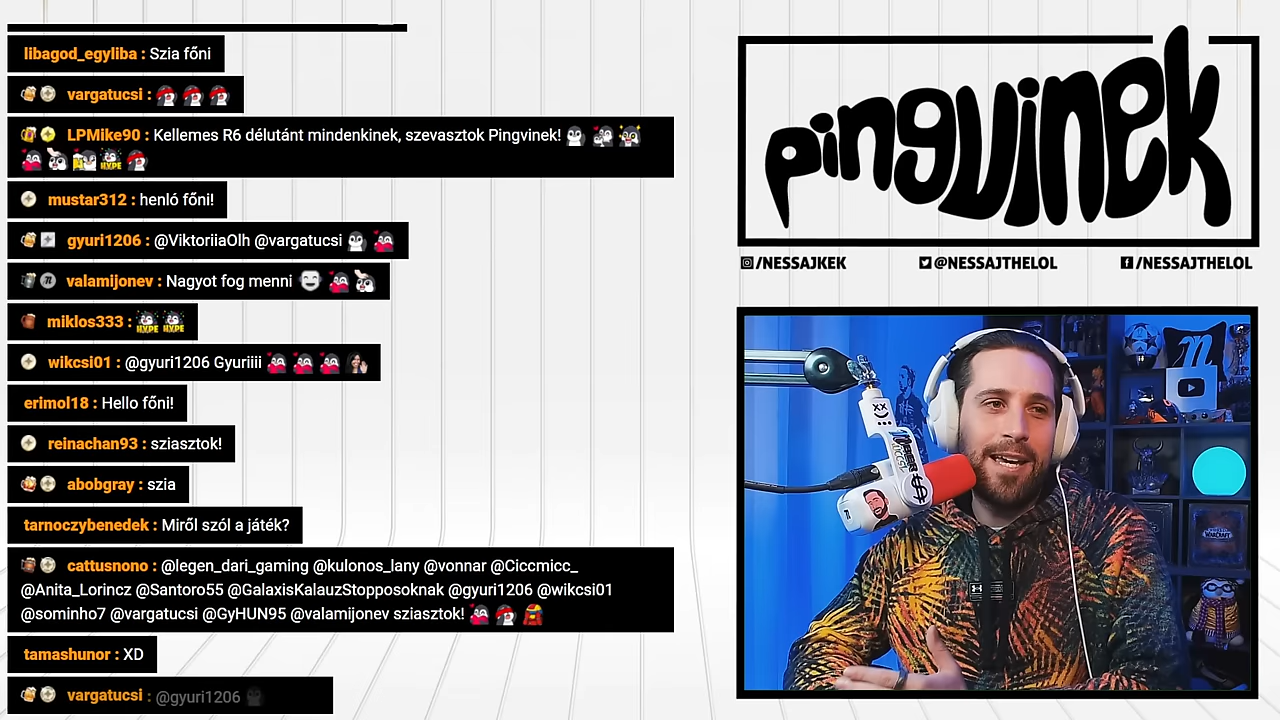 libagod_egyliba : Szia főni
vargatucsi :
LPMike90 : Kellemes R6 délutánt mindenkinek, szevasztok Pingvinek!
HYPE
mustar312 : henló főni!
gyuri1206 : @ViktoriiaOlh @vargatucsi
valamijonev : Nagyot fog menni
miklos333 : HYPE HYPE
wikcsi01 : @gyuri1206 Gyuriiii
erimol18 : Hello főni!
reinachan93 : sziasztok!
abobgray : szia
tarnoczybenedek : Miről szól a játék?
cattusnono : @legen_dari_gaming @kulonos_lany @vonnar @Ciccmicc_
@Anita_Lorincz @Santoro55 @GalaxisKalauzStopposoknak @gyuri1206 @wikcsi01
@sominho7 @vargatucsi @GyHUN95 @valamijonev sziasztok!
tamashunor : XD
vargatucsi : @gyuri1206
pingvinek
/NESSAJKEK @NESSAJTHELOL /NESSAJTHELOL